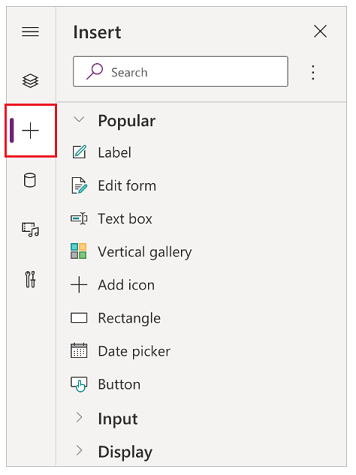 Insert
Search
Popular
Label
Edit form
Text box
Vertical gallery
Add icon
Rectangle
Date picker
Button
Input
Display